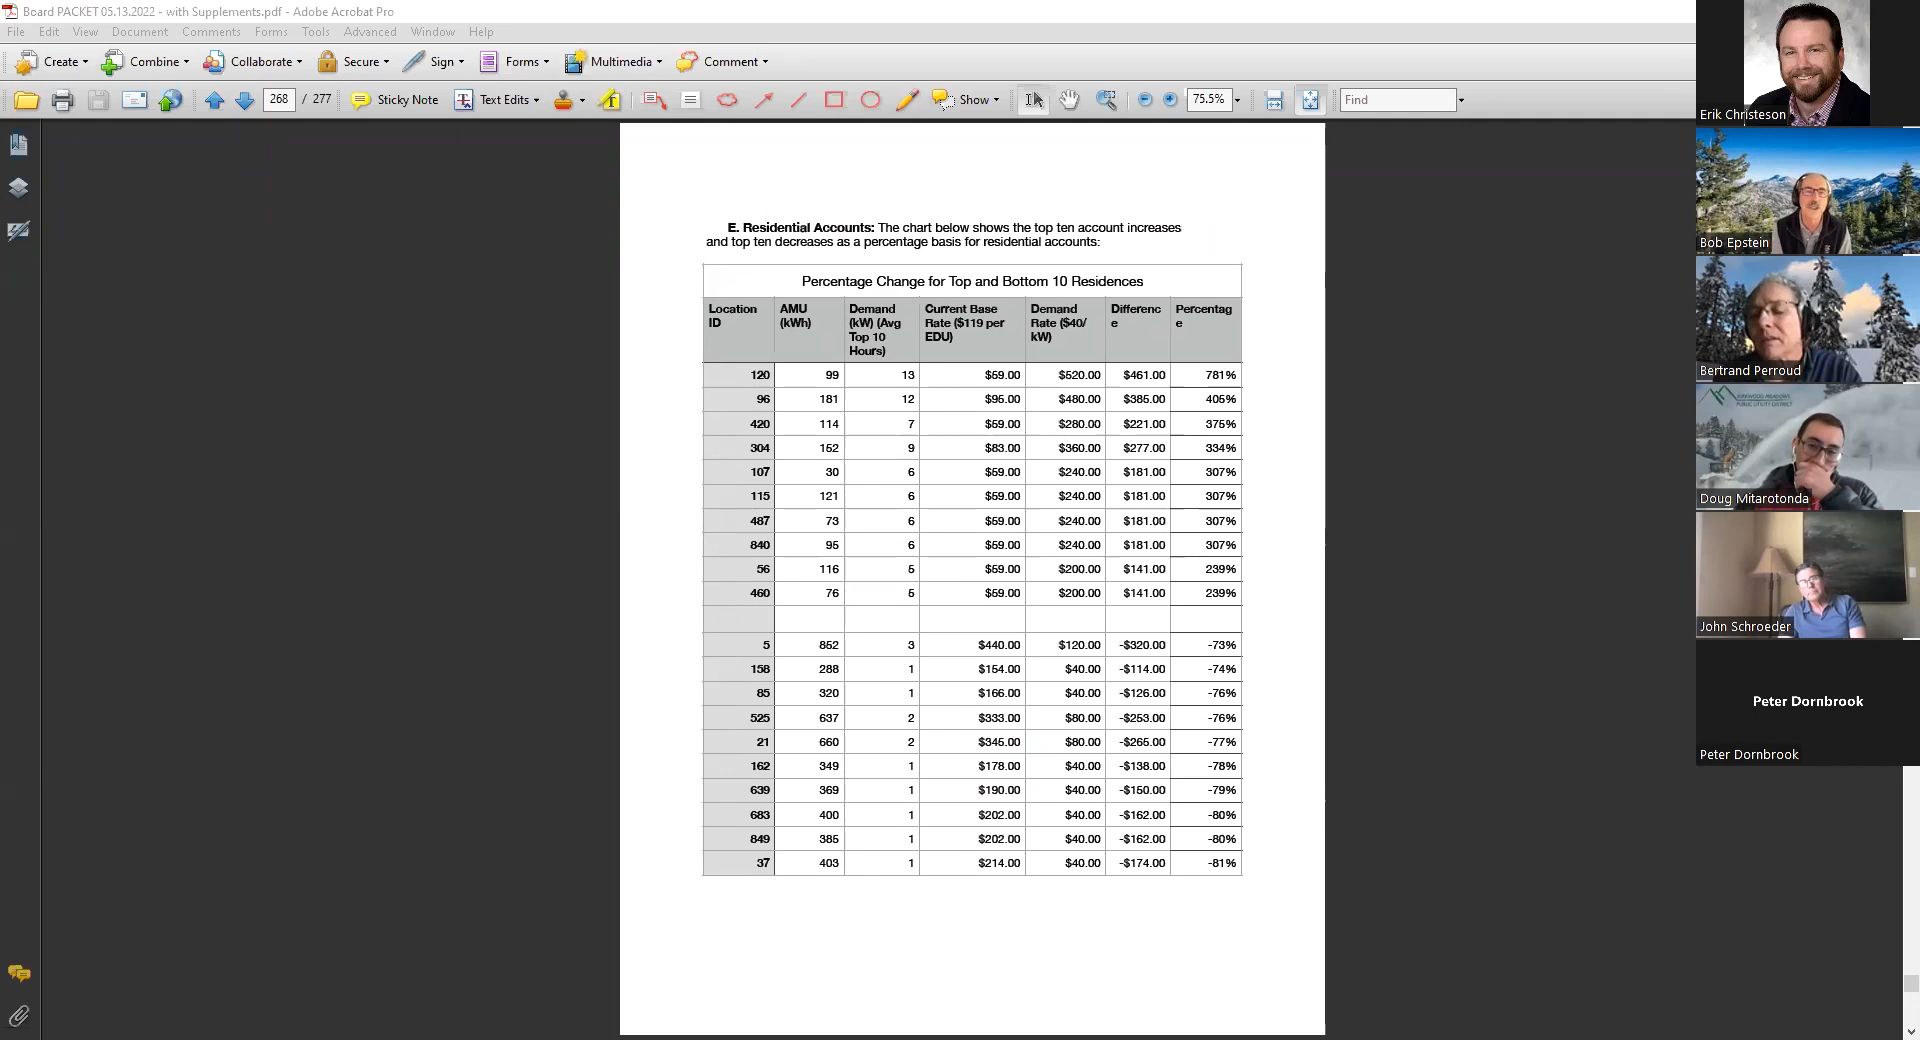 Board PACKET 05.13.2022 - with Supplements.pdf - Adobe Acrobat Pro
File Edit View Document Comments Forms Tools Advanced Window Help
Create Combine Collaborate Secure Sign Forms Multimedia Comment
268 / 277 Sticky Note Text Edits Show 75.5% Find
E. Residential Accounts: The chart below shows the top ten account increases
and top ten decreases as a percentage basis for residential accounts:
Percentage Change for Top and Bottom 10 Residences
Location ID AMU (kWh) Demand (kW) (Avg Top 10 Hours) Current Base Rate ($119 per EDU) Demand Rate ($40/ kW) Differenc e Percentag e
120 99 13 $59.00 $520.00 $461.00 781%
96 181 12 $95.00 $480.00 $385.00 405%
420 114 7 $59.00 $280.00 $221.00 375%
304 152 9 $83.00 $360.00 $277.00 334%
107 30 6 $59.00 $240.00 $181.00 307%
115 121 6 $59.00 $240.00 $181.00 307%
487 73 6 $59.00 $240.00 $181.00 307%
840 95 6 $59.00 $240.00 $181.00 307%
56 116 5 $59.00 $200.00 $141.00 239%
460 76 5 $59.00 $200.00 $141.00 239%
5 852 3 $440.00 $120.00 -$320.00 -73%
158 288 1 $154.00 $40.00 -$114.00 -74%
85 320 1 $166.00 $40.00 -$126.00 -76%
525 637 2 $333.00 $80.00 -$253.00 -76%
21 660 2 $345.00 $80.00 -$265.00 -77%
162 349 1 $178.00 $40.00 -$138.00 -78%
639 369 1 $190.00 $40.00 -$150.00 -79%
683 400 1 $202.00 $40.00 -$162.00 -80%
849 385 1 $202.00 $40.00 -$162.00 -80%
37 403 1 $214.00 $40.00 -$174.00 -81%
Erik Christeson
Bob Epstein
Bertrand Perroud
MEADOWS
PUBLIC UTILITY DISTRICT
Doug Mitarotonda
John Schroeder
Peter Dornbrook
Peter Dornbrook